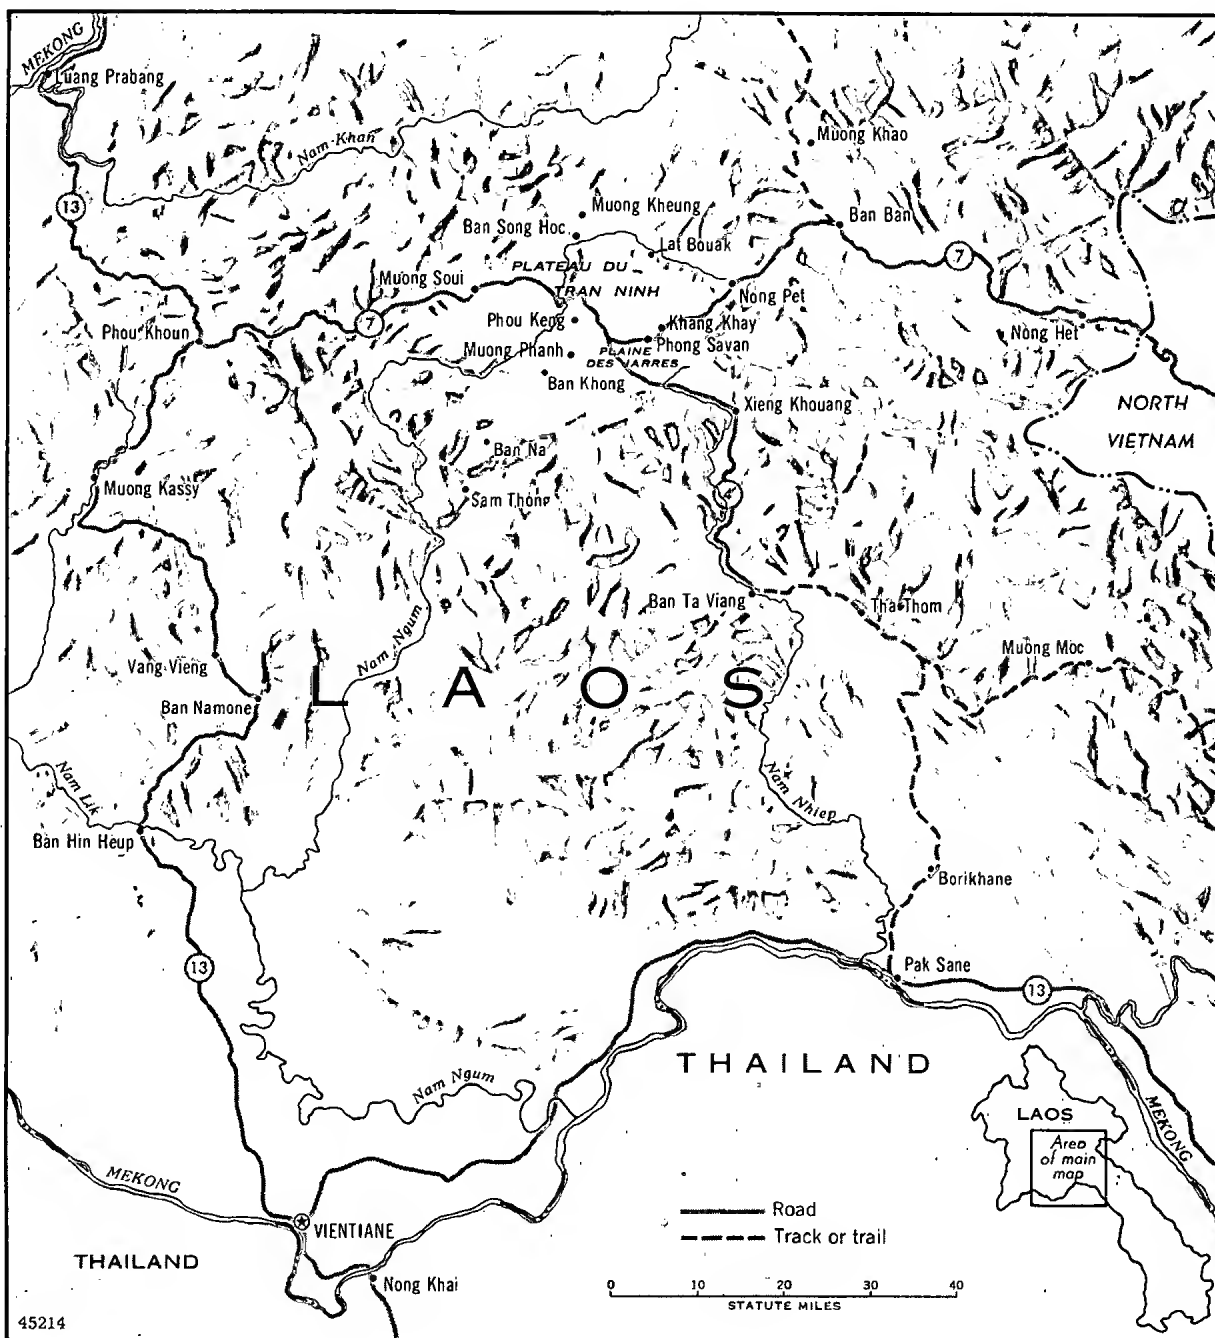 MEKONG
Luang Prabang
Nam Khan
Muong Khao
13
Muong Kheung
Ban Song Hoc
Ban Ban
Lat Bouak
7
PLATEAU DU
TRAN NINH
Muong Soui
Nong Pet
Phou Khoun
7
Phou Keng
Khang Khay
Nong Het
Muong Phanh
Phong Savan
PLAINE
DES JARRES
Ban Khong
Xieng Khouang
NORTH
VIETNAM
Ban Na
Muong Kassy
Sam Thong
4
Ban Ta Viang
Tha Thom
Nam Ngum
Muong Moc
Vang Vieng
LAOS
Ban Namone
Nam Lik
Nam Nhiep
Ban Hin Heup
Borikhane
13
Pak Sane
13
THAILAND
Nam Ngum
MEKONG
LAOS
Area
of main
map
MEKONG
Road
Track or trail
VIENTIANE
THAILAND
Nong Khai
0 10 20 30 40
STATUTE MILES
45214